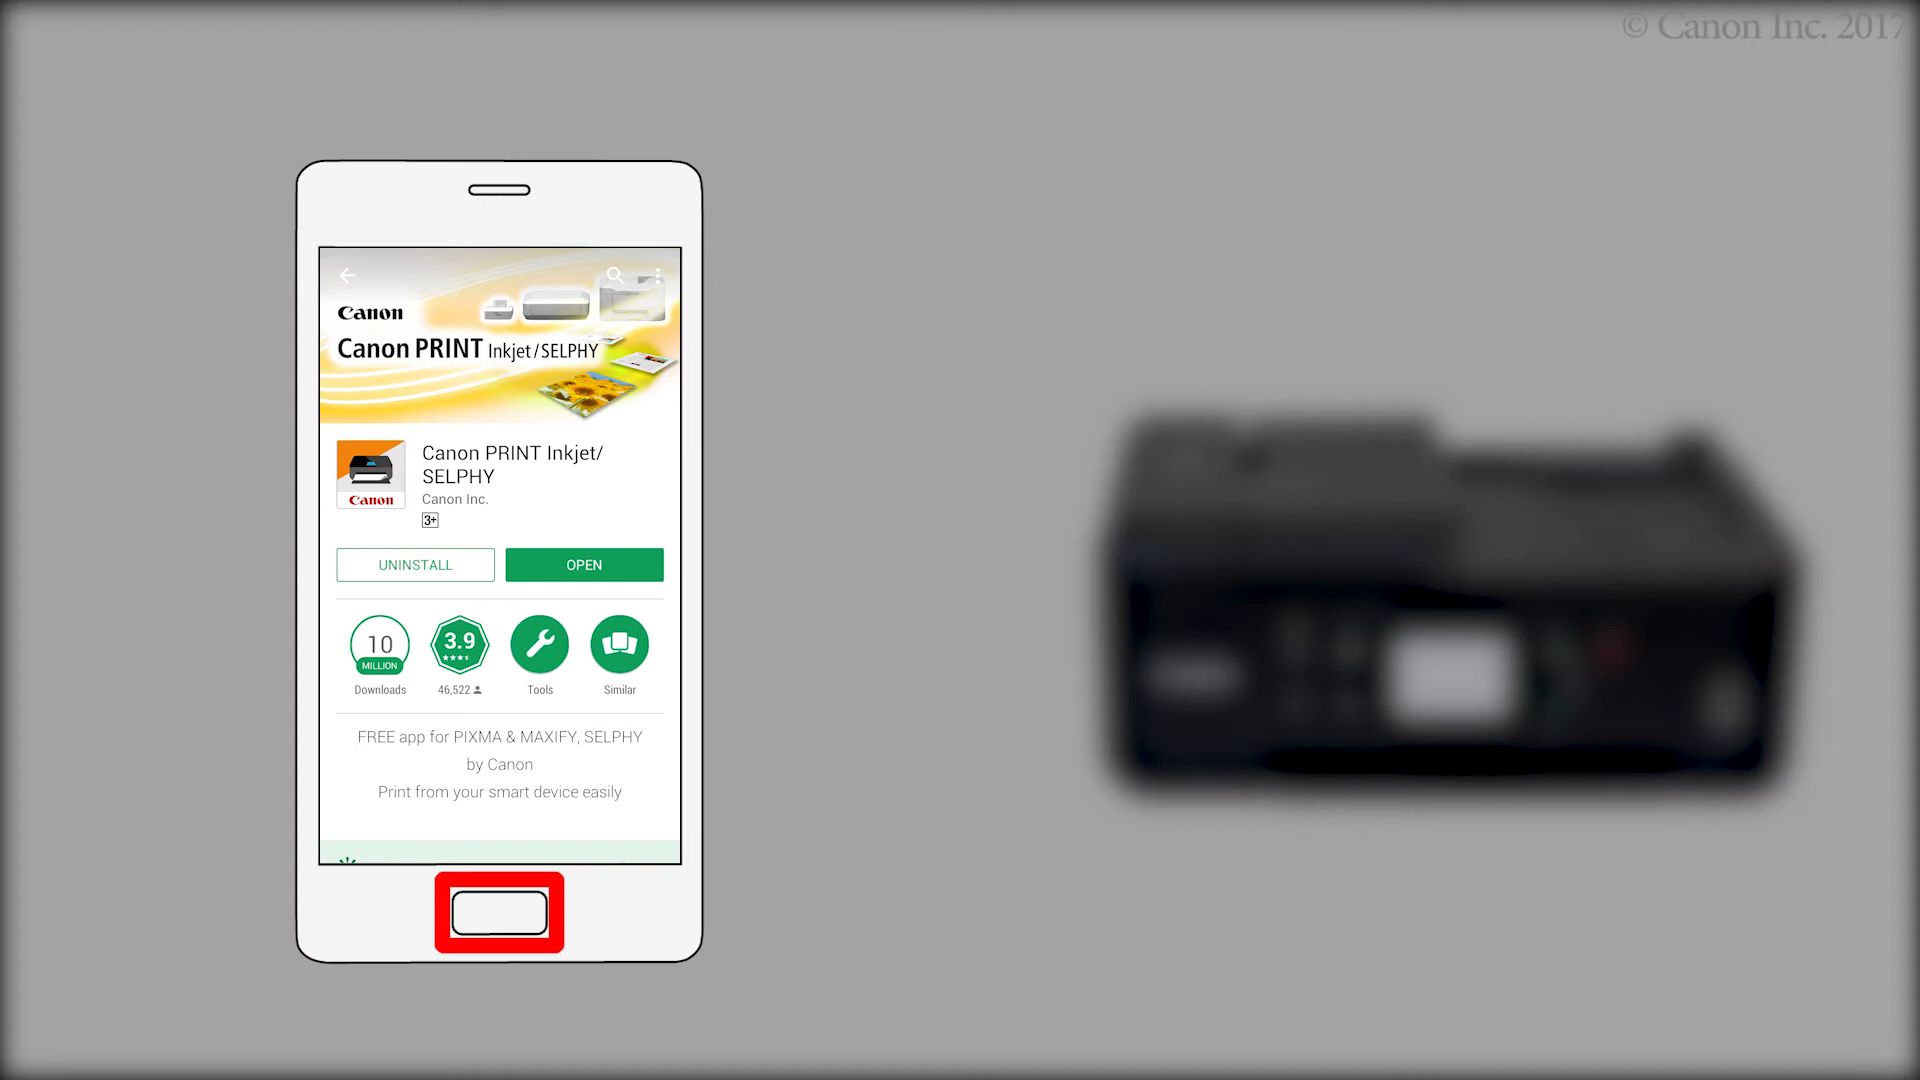 © Canon Inc. 2017
Canon
Canon PRINT Inkjet/SELPHY
Canon PRINT Inkjet/
SELPHY
Canon
Canon Inc.
3+
UNINSTALL
OPEN
10
MILLION
3.9
Downloads
46,522
Tools
Similar
FREE app for PIXMA & MAXIFY, SELPHY
by Canon
Print from your smart device easily